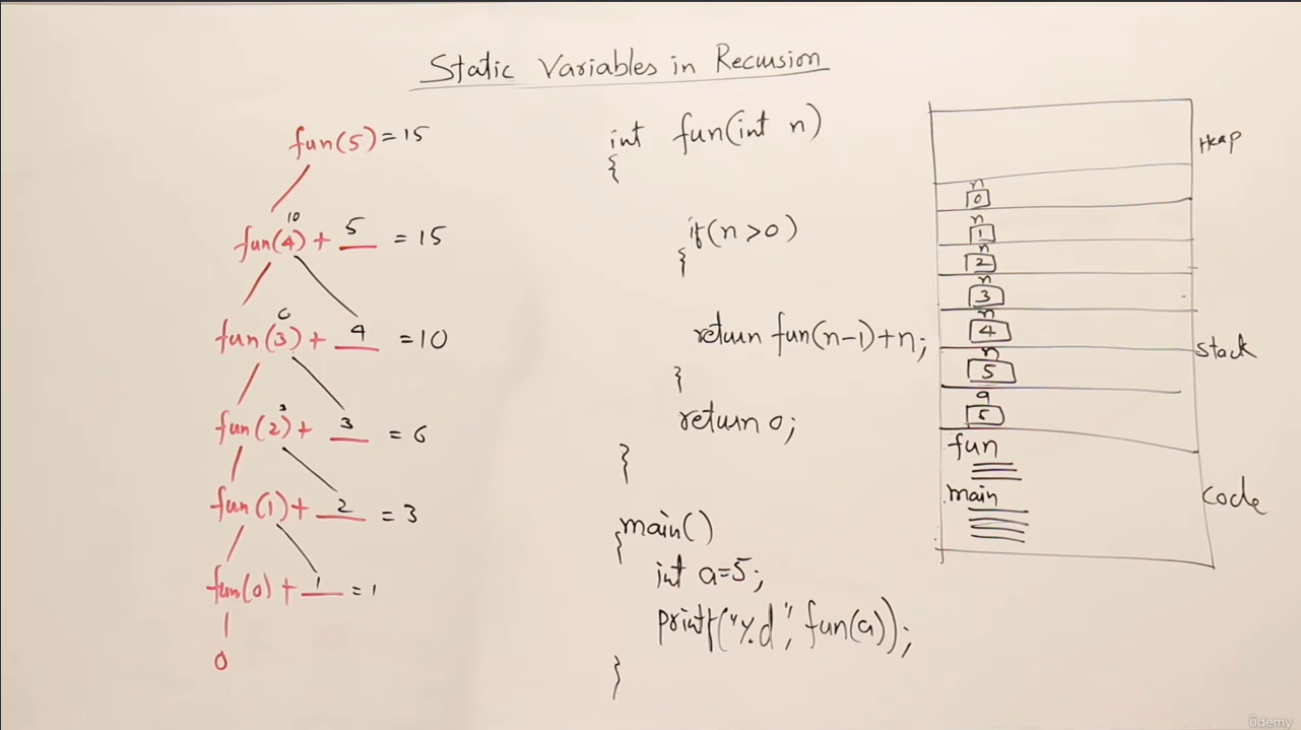 Static Variables in Recursion
fun(5) = 15
10
fun(4) + 5 = 15
6
fun(3) + 4 = 10
3
fun(2) + 3 = 6
fun(1) + 2 = 3
fun(0) + 1 = 1
0
int fun(int n)
{
if(n>0)
{
return fun(n-1)+n;
}
return 0;
}
main()
{
int a=5;
printf("%d", fun(a));
}
Heap
n
0
n
1
n
2
n
3
n
4
n
5
a
5
Stack
fun
main
Code
ûdemy